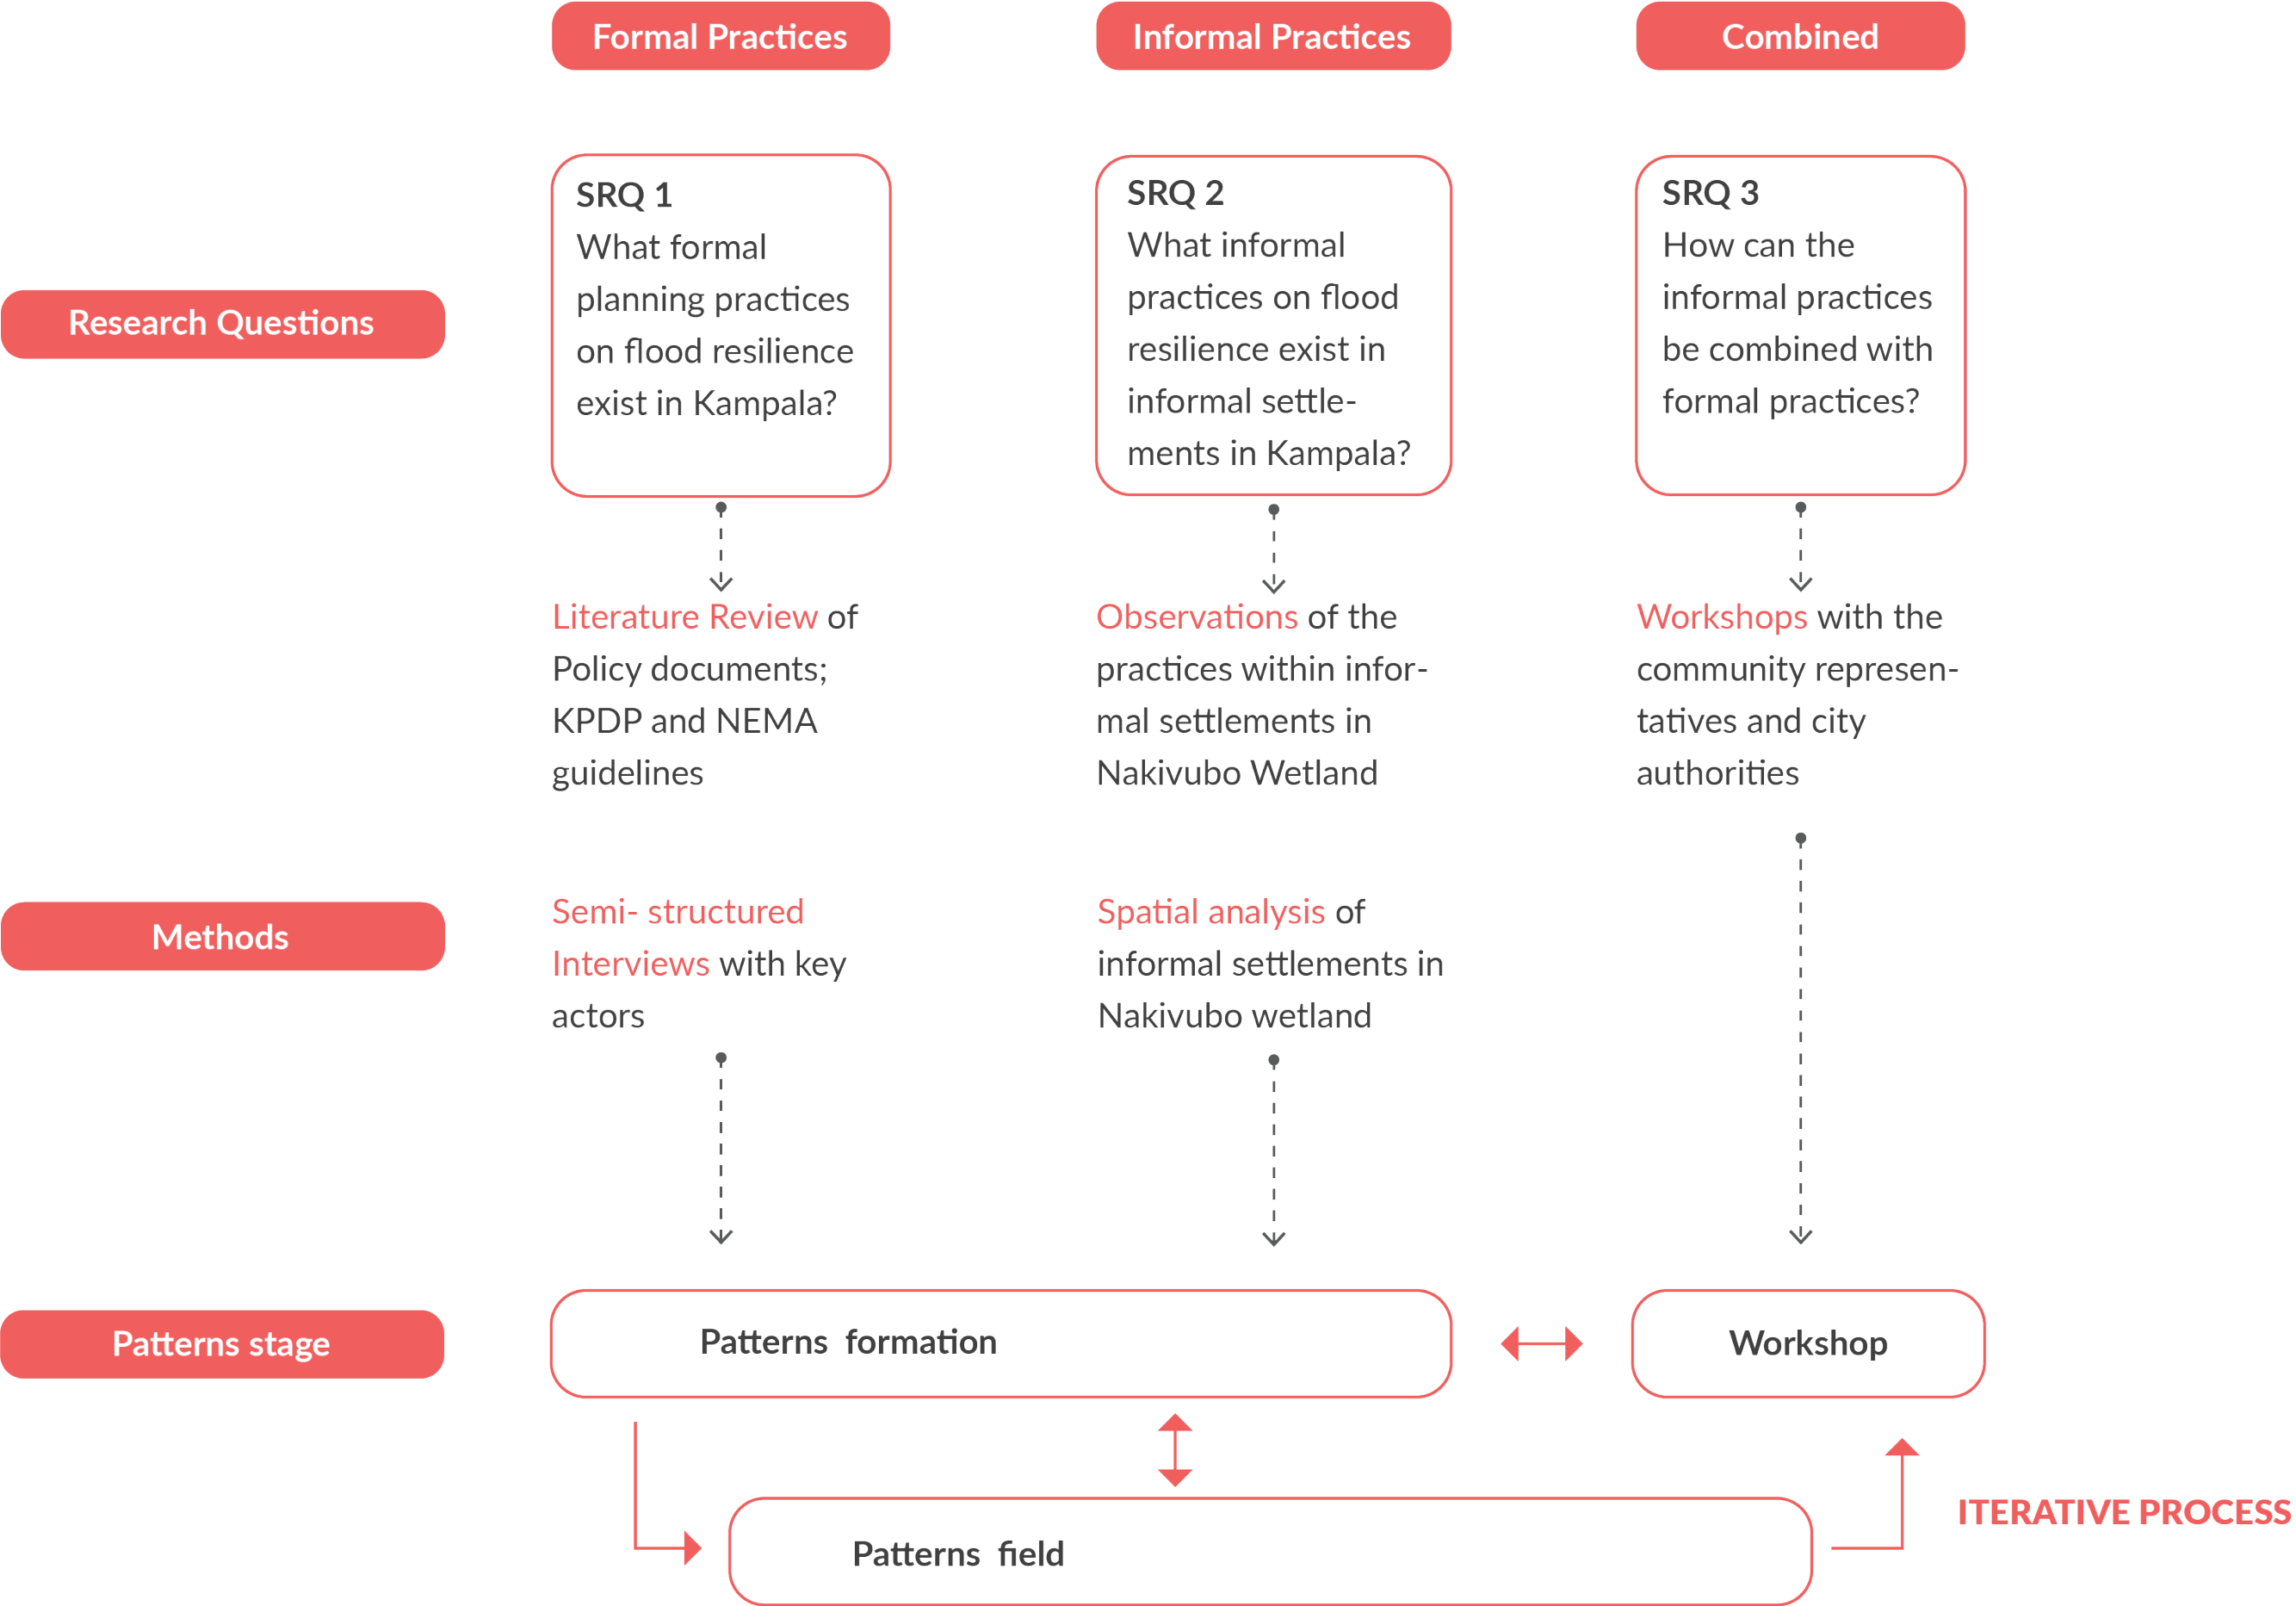 Formal Practices
Informal Practices
Combined
Research Questions
SRQ 1
What formal
planning practices
on flood resilience
exist in Kampala?
SRQ 2
What informal
practices on flood
resilience exist in
informal settle-
ments in Kampala?
SRQ 3
How can the
informal practices
be combined with
formal practices?
Methods
Literature Review of
Policy documents;
KPDP and NEMA
guidelines
Semi- structured
Interviews with key
actors
Observations of the
practices within infor-
mal settlements in
Nakivubo Wetland
Spatial analysis of
informal settlements in
Nakivubo wetland
Workshops with the
community represen-
tatives and city
authorities
Patterns stage
Patterns formation
Workshop
Patterns field
ITERATIVE PROCESS